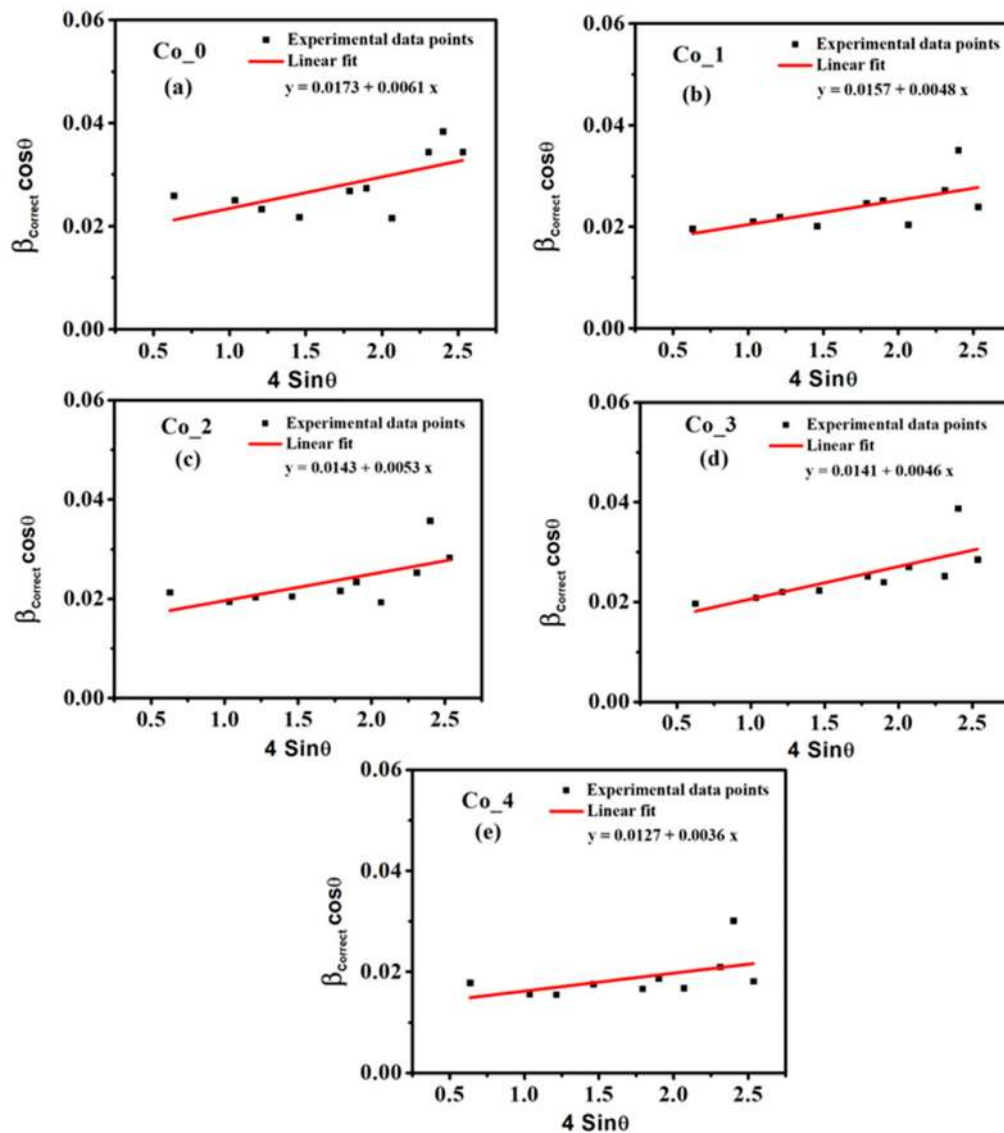 Co_0
(a)
Experimental data points
Linear fit
y = 0.0173 + 0.0061 x
0.06
0.04
0.02
0.00
βCorrect cosθ
0.5 1.0 1.5 2.0 2.5
4 Sinθ
Co_1
(b)
Experimental data points
Linear fit
y = 0.0157 + 0.0048 x
0.06
0.04
0.02
0.00
βCorrect cosθ
0.5 1.0 1.5 2.0 2.5
4 Sinθ
Co_2
(c)
Experimental data points
Linear fit
y = 0.0143 + 0.0053 x
0.06
0.04
0.02
0.00
βCorrect cosθ
0.5 1.0 1.5 2.0 2.5
4 Sinθ
Co_3
(d)
Experimental data points
Linear fit
y = 0.0141 + 0.0046 x
0.06
0.04
0.02
0.00
βCorrect cosθ
0.5 1.0 1.5 2.0 2.5
4 Sinθ
Co_4
(e)
Experimental data points
Linear fit
y = 0.0127 + 0.0036 x
0.06
0.04
0.02
0.00
βCorrect cosθ
0.5 1.0 1.5 2.0 2.5
4 Sinθ